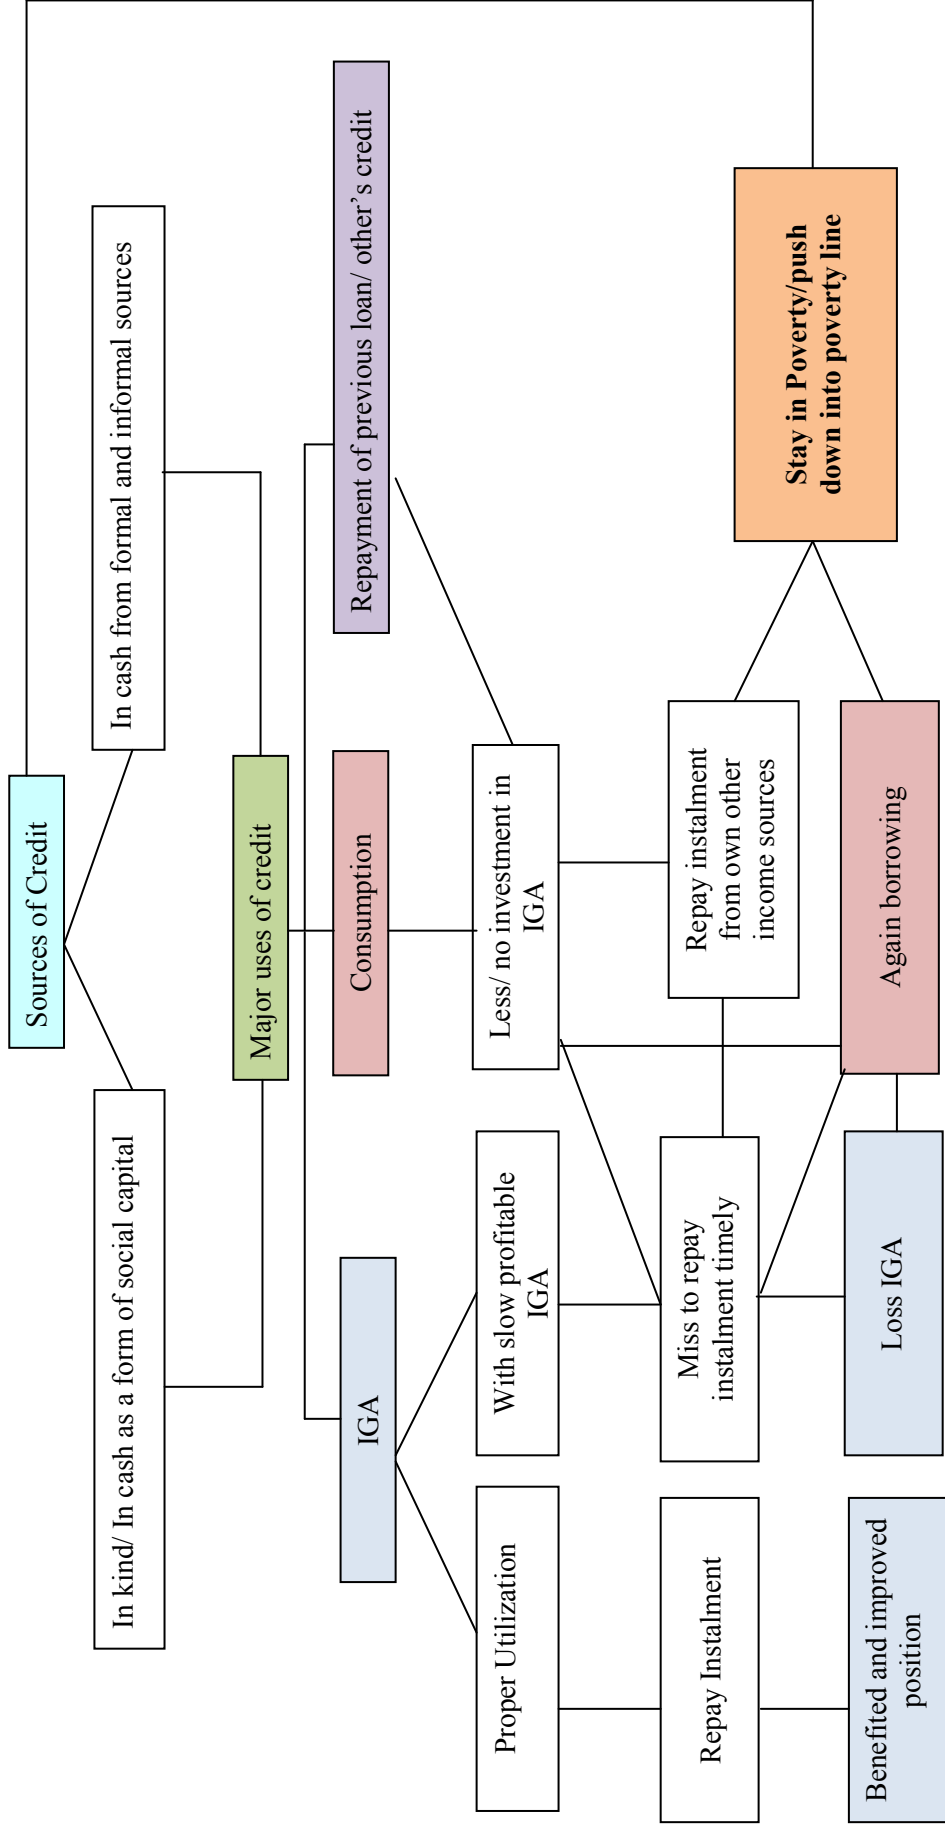 Sources of Credit
In kind/ In cash as a form of social capital
In cash from formal and informal sources
Major uses of credit
IGA
Consumption
Repayment of previous loan/ other’s credit
Proper Utilization
With slow profitable
IGA
Less/ no investment in
IGA
Repay Instalment
Miss to repay
instalment timely
Repay instalment
from own other
income sources
Stay in Poverty/push
down into poverty line
Benefited and improved
position
Loss IGA
Again borrowing